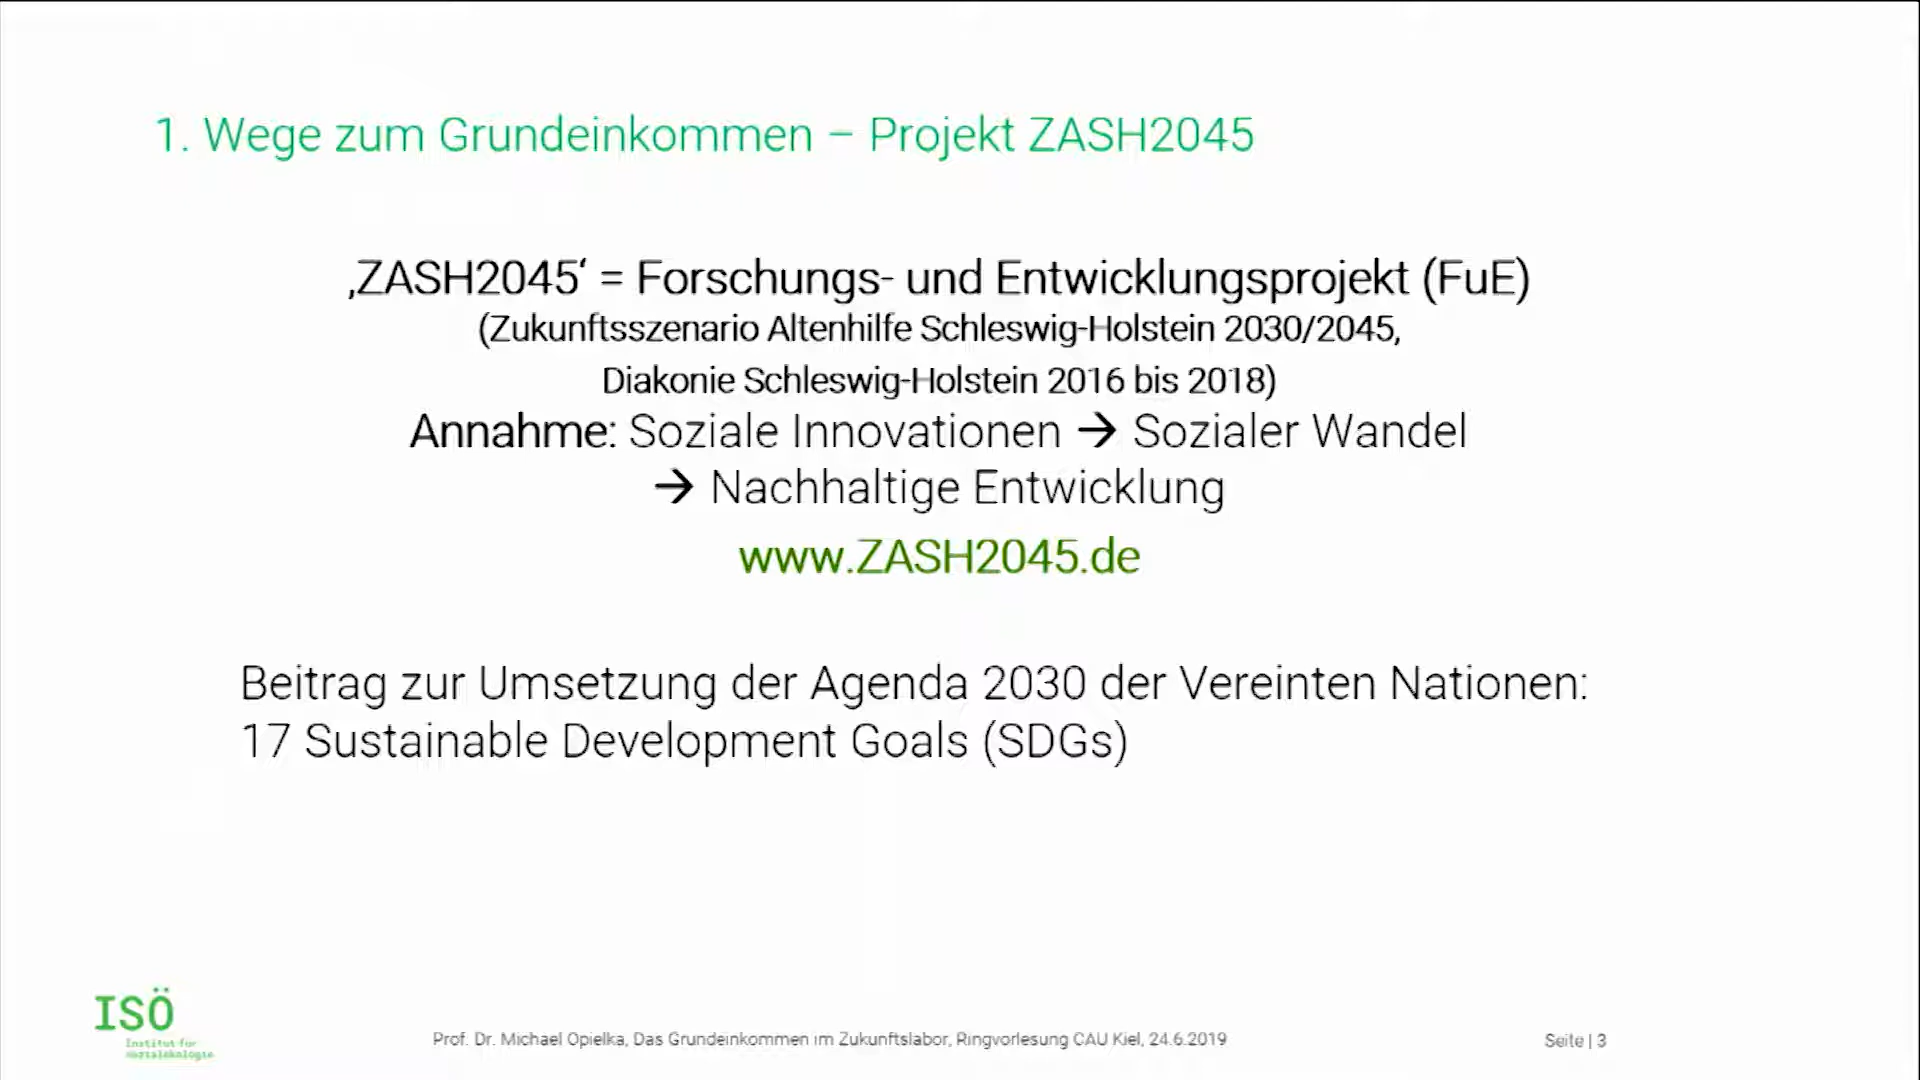 1. Wege zum Grundeinkommen – Projekt ZASH2045
‚ZASH2045‘ = Forschungs- und Entwicklungsprojekt (FuE)
(Zukunftsszenario Altenhilfe Schleswig-Holstein 2030/2045,
Diakonie Schleswig-Holstein 2016 bis 2018)
Annahme: Soziale Innovationen → Sozialer Wandel
→ Nachhaltige Entwicklung
www.ZASH2045.de
Beitrag zur Umsetzung der Agenda 2030 der Vereinten Nationen:
17 Sustainable Development Goals (SDGs)
ISÖ
Institut für
Sozialökologie
Prof. Dr. Michael Opielka, Das Grundeinkommen im Zukunftslabor, Ringvorlesung CAU Kiel, 24.6.2019
Seite | 3